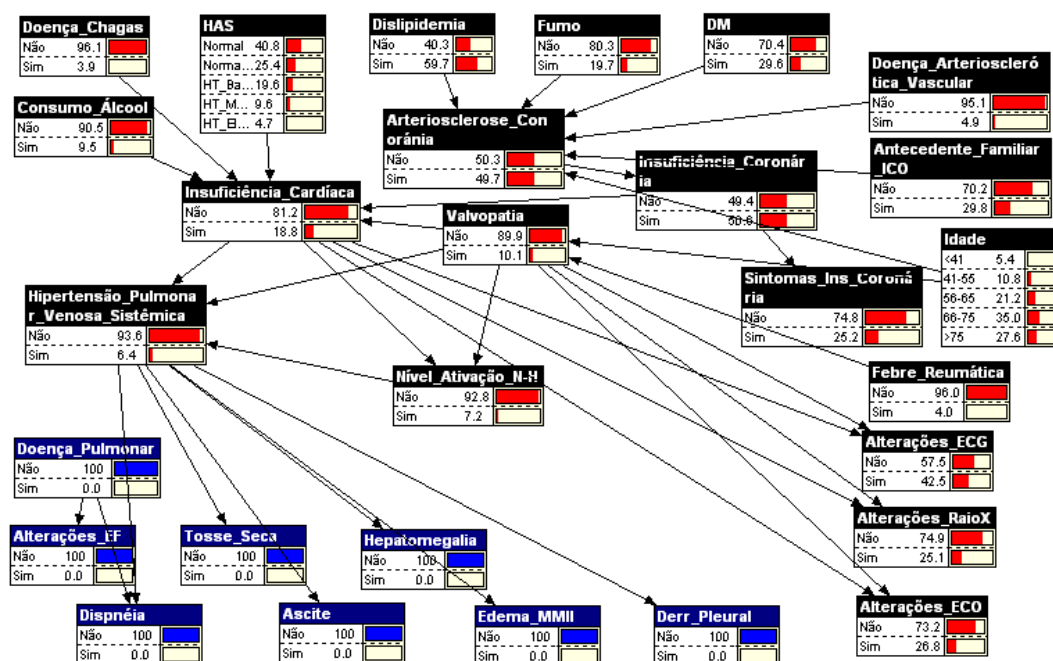 Doença_Chagas
Não 96.1
Sim 3.9
HAS
Normal 40.8
Norma...25.4
HT_Ba...19.6
HT_M... 9.6
HT_El... 4.7
Dislipidemia
Não 40.3
Sim 59.7
Fumo
Não 80.3
Sim 19.7
DM
Não 70.4
Sim 29.6
Doença_Arterioscleró
tica_Vascular
Não 95.1
Sim 4.9
Consumo_Álcool
Não 90.5
Sim 9.5
Arteriosclerose_Cor
oránia
Não 50.3
Sim 49.7
Insuficiência_Coronár
ia
Não 49.4
Sim 50.6
Antecedente_Familiar
_ICO
Não 70.2
Sim 29.8
Insuficiência_Cardíaca
Não 81.2
Sim 18.8
Valvopatia
Não 89.9
Sim 10.1
Idade
<41 5.4
41-55 10.8
56-65 21.2
66-75 35.0
>75 27.6
Sintomas_Ins_Coroná
ria
Não 74.8
Sim 25.2
Hipertensão_Pulmona
r_Venosa_Sistêmica
Não 93.6
Sim 6.4
Nível_Ativação_N-H
Não 92.8
Sim 7.2
Febre_Reumática
Não 96.0
Sim 4.0
Alterações_ECG
Não 57.5
Sim 42.5
Doença_Pulmonar
Não 100
Sim 0.0
Alterações_RaioX
Não 74.9
Sim 25.1
Alterações_EF
Não 100
Sim 0.0
Tosse_Seca
Não 100
Sim 0.0
Hepatomegalia
Não 100
Sim 0.0
Alterações_ECO
Não 73.2
Sim 26.8
Dispnéia
Não 100
Sim 0.0
Ascite
Não 100
Sim 0.0
Edema_MMII
Não 100
Sim 0.0
Derr_Pleural
Não 100
Sim 0.0